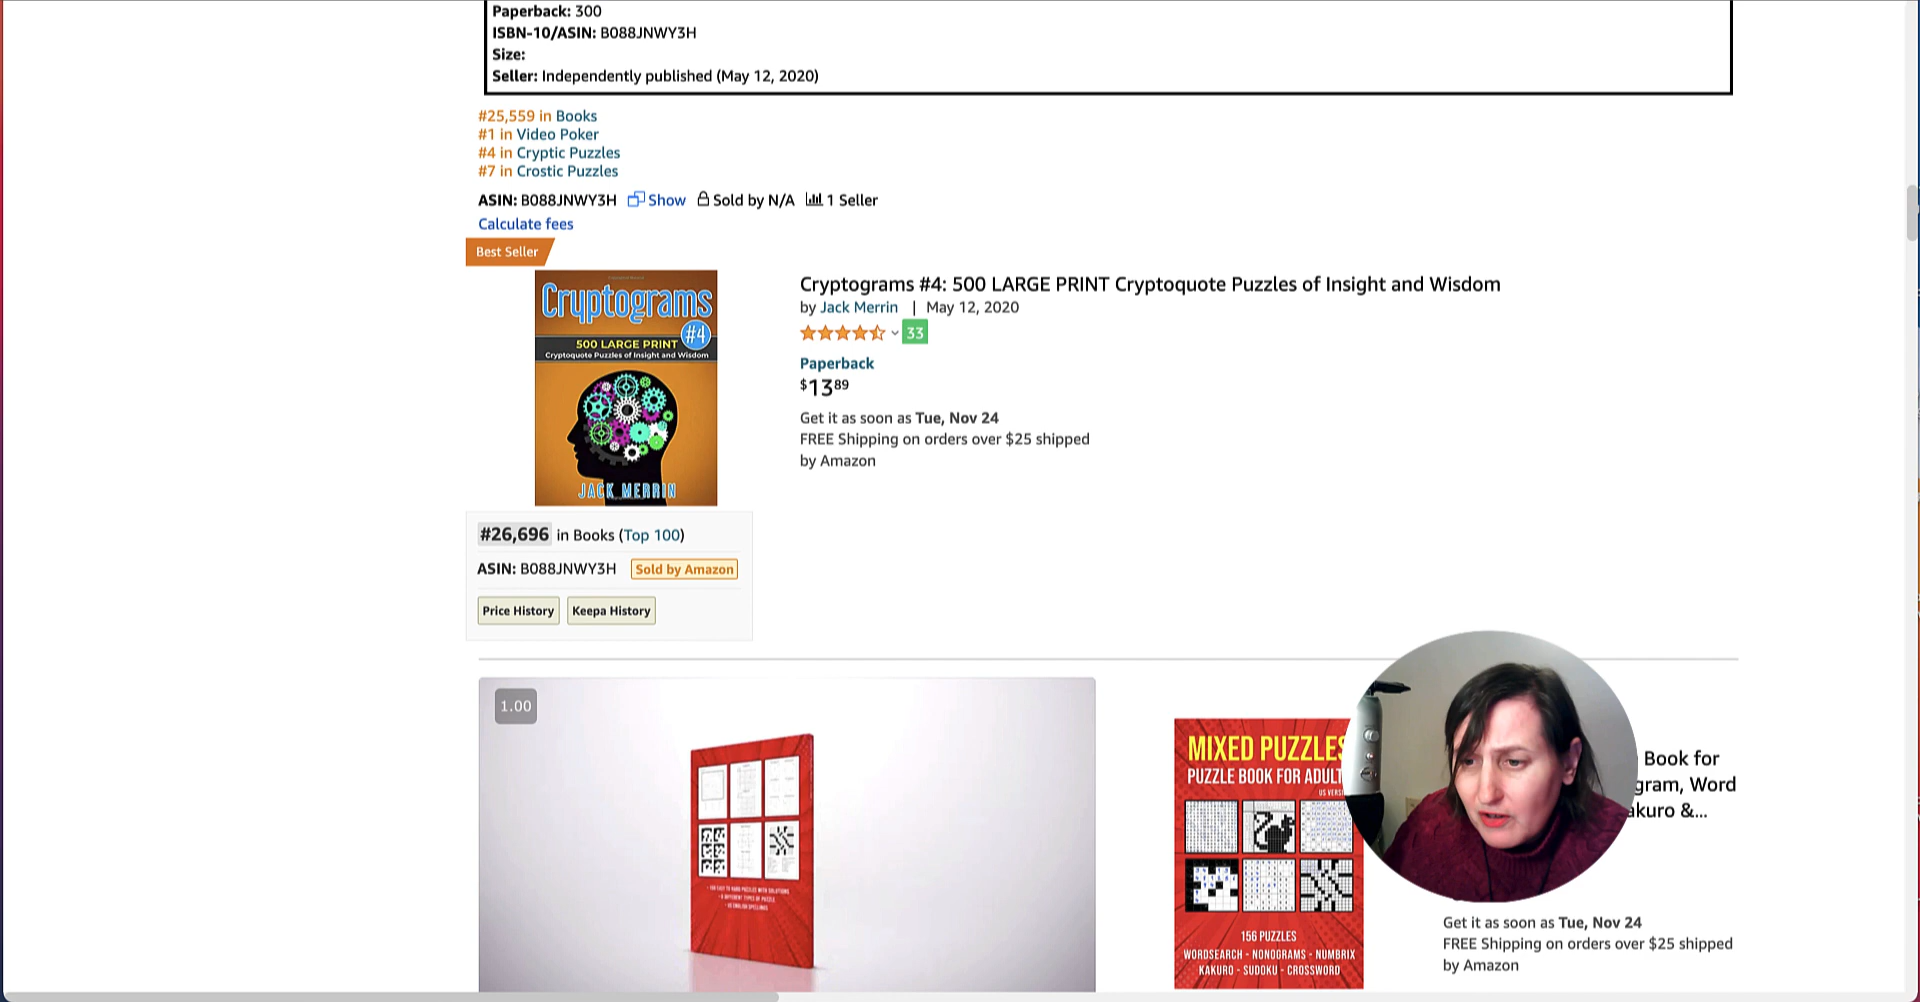 Paperback: 300
ISBN-10/ASIN: B088JNWY3H
Size:
Seller: Independently published (May 12, 2020)
#25,559 in Books
#1 in Video Poker
#4 in Cryptic Puzzles
#7 in Crostic Puzzles
ASIN: B088JNWY3H Show Sold by N/A 1 Seller
Calculate fees
Best Seller
Cryptograms
#4
500 LARGE PRINT
Cryptoquote Puzzles of Insight and Wisdom
JACK MERRIN
Cryptograms #4: 500 LARGE PRINT Cryptoquote Puzzles of Insight and Wisdom
by Jack Merrin | May 12, 2020
33
Paperback
$13 89
Get it as soon as Tue, Nov 24
FREE Shipping on orders over $25 shipped
by Amazon
#26,696 in Books (Top 100)
ASIN: B088JNWY3H Sold by Amazon
Price History Keepa History
1.00
MIXED PUZZLES
PUZZLE BOOK FOR ADULT
156 PUZZLES
WORDSEARCH - NONOGRAMS - NUMBRIX
KAKURO - SUDOKU - CROSSWORD
Book for
gram, Word
akuro &...
Get it as soon as Tue, Nov 24
FREE Shipping on orders over $25 shipped
by Amazon